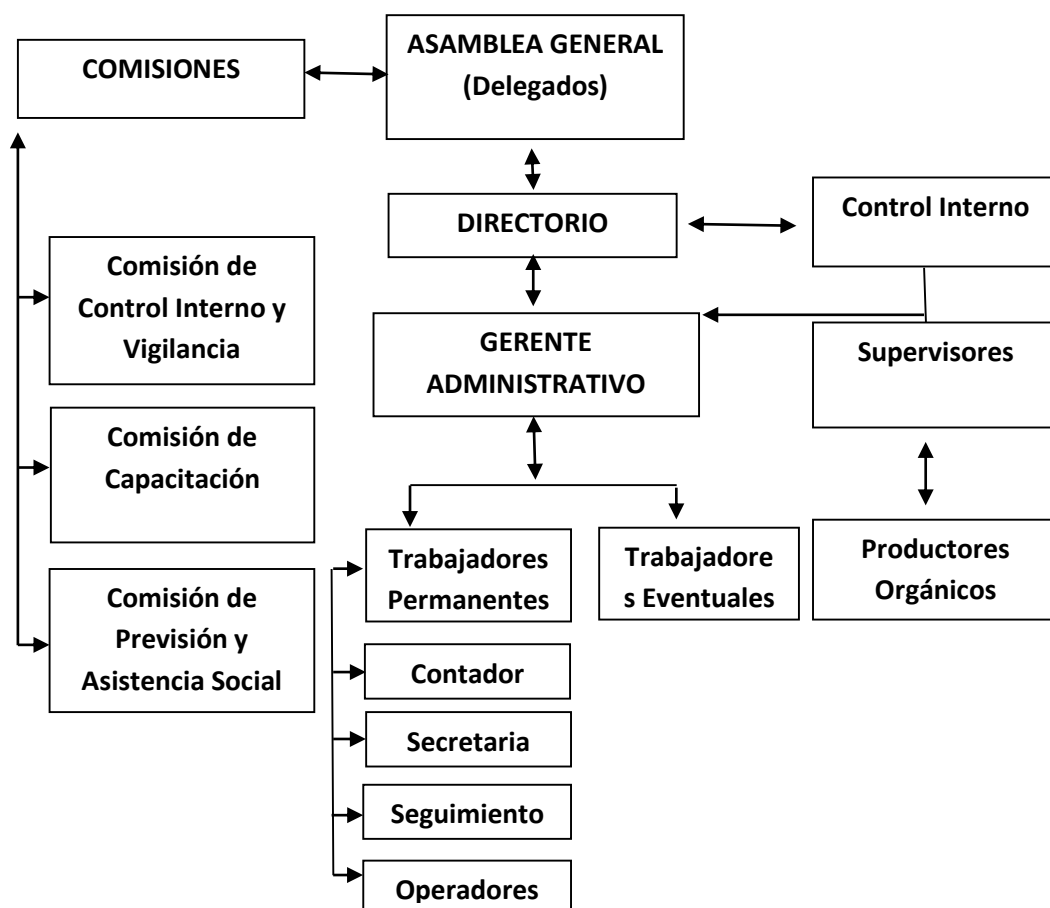 COMISIONES
ASAMBLEA GENERAL
(Delegados)
DIRECTORIO
Control Interno
Comisión de
Control Interno y
Vigilancia
GERENTE
ADMINISTRATIVO
Supervisores
Comisión de
Capacitación
Trabajadores
Permanentes
Trabajadore
s Eventuales
Productores
Orgánicos
Comisión de
Previsión y
Asistencia Social
Contador
Secretaria
Seguimiento
Operadores